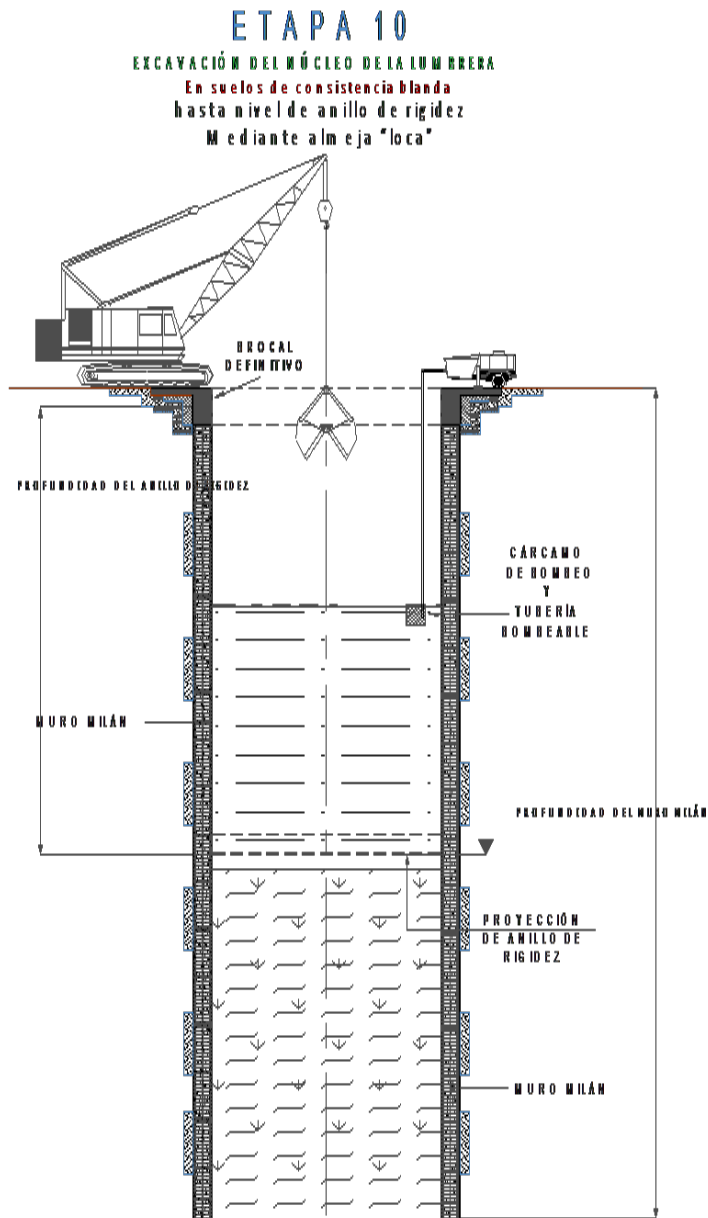 ETAPA 10
EXCAVACIÓN DEL NÚCLEO DE LA LUMBRERA
En suelos de consistencia blanda
hasta nivel de anillo de rigidez
Mediante almeja "loca"
BROCAL
DEFINITIVO
PROFUNDIDAD DEL ANILLO DE RIGIDEZ
CÁRCAMO
DE BOMBEO
Y
TUBERÍA
BOMBEABLE
MURO MILÁN
PROFUNDIDAD DEL MURO MILÁN
PROYECCIÓN
DE ANILLO DE
RIGIDEZ
MURO MILÁN